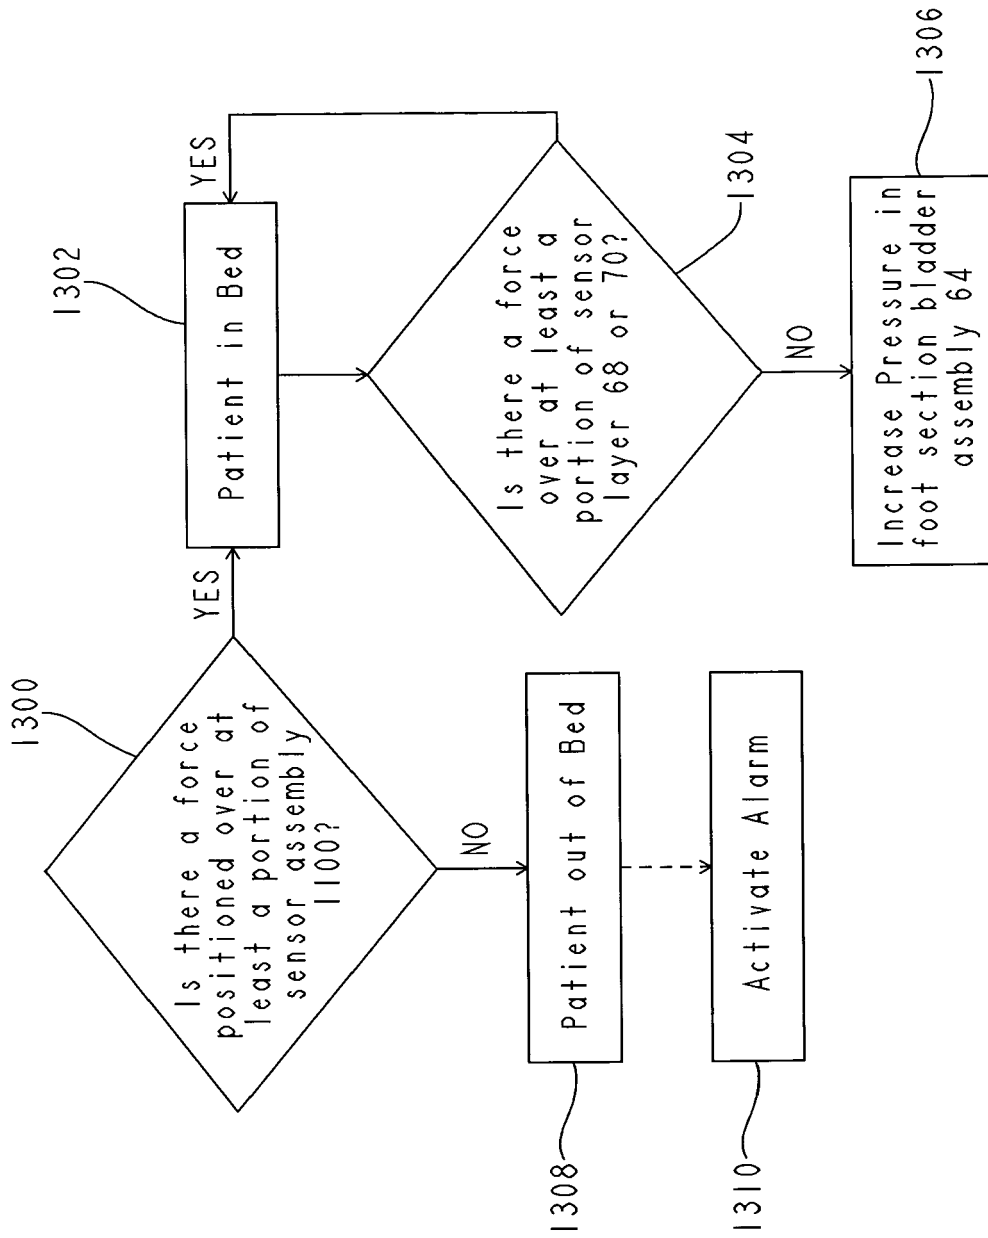 1300
Is there a force
positioned over at
least a portion of
sensor assembly
1100?
YES
1302
Patient in Bed
YES
NO
1308
Patient out of Bed
1310
Activate Alarm
Is there a force
over at least a
portion of sensor
layer 68 or 70?
1304
NO
Increase Pressure in
foot section bladder
assembly 64
1306